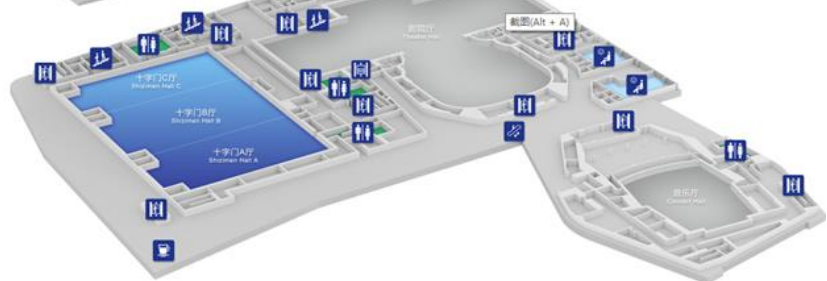 剧院厅
Theatre Hall
截图(Alt + A)
十字门C厅
Shizimen Hall C
十字门B厅
Shizimen Hall B
十字门A厅
Shizimen Hall A
音乐厅
Concert Hall